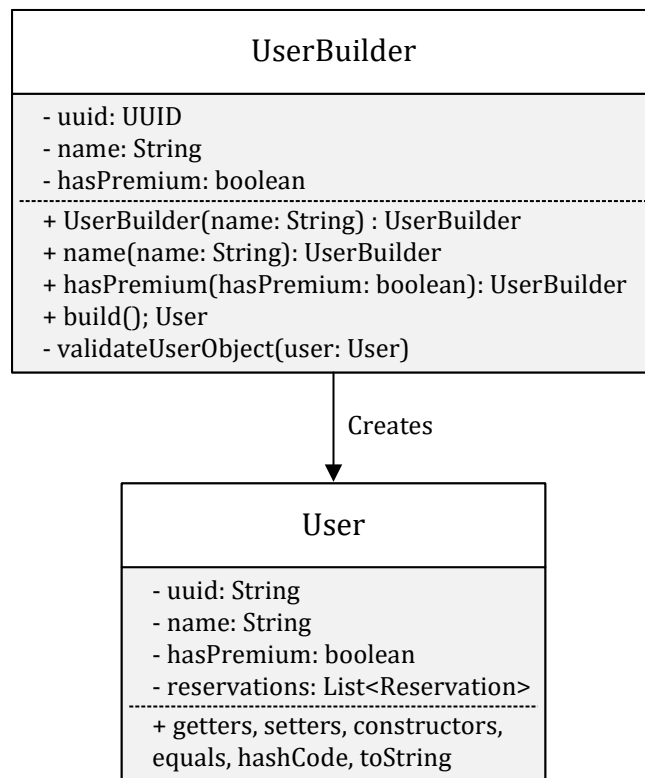 UserBuilder
- uuid: UUID
- name: String
- hasPremium: boolean
+ UserBuilder(name: String) : UserBuilder
+ name(name: String): UserBuilder
+ hasPremium(hasPremium: boolean): UserBuilder
+ build(); User
- validateUserObject(user: User)
Creates
User
- uuid: String
- name: String
- hasPremium: boolean
- reservations: List<Reservation>
+ getters, setters, constructors,
equals, hashCode, toString